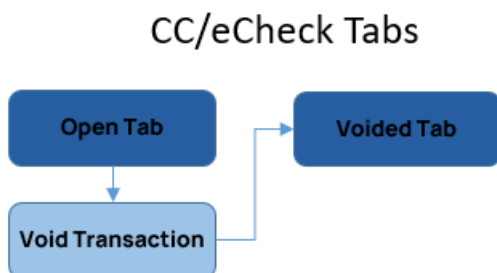 CC/eCheck Tabs
Open Tab
Voided Tab
Void Transaction